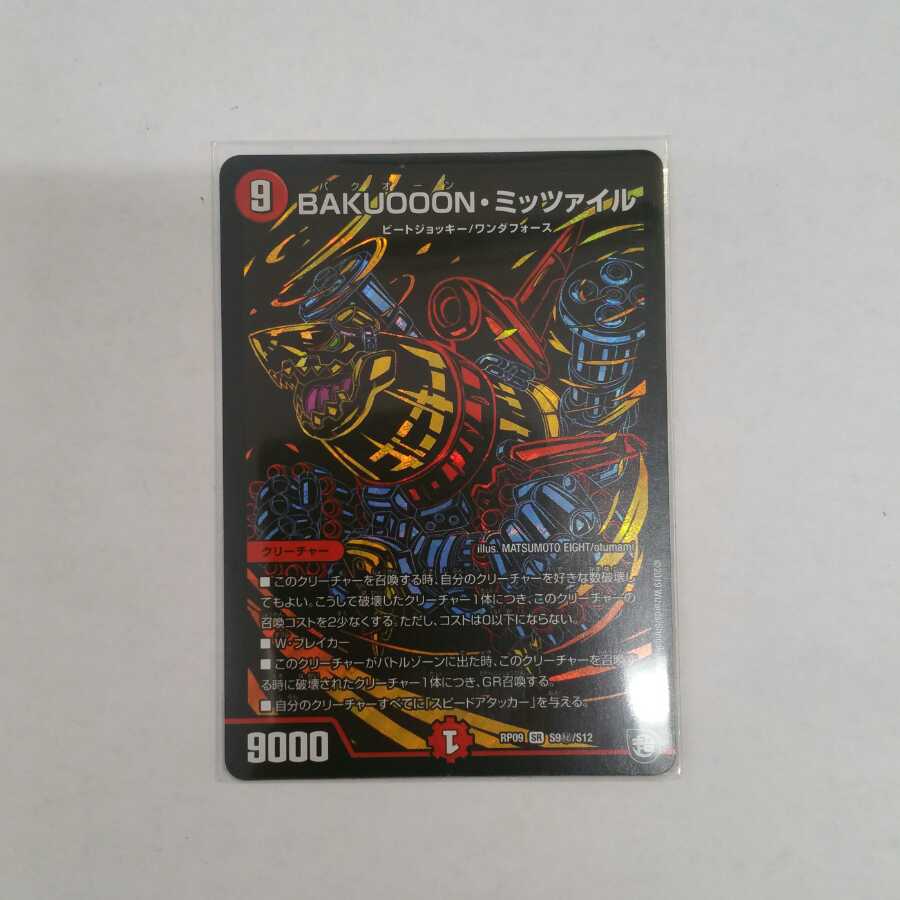 9
バクオーン
BAKUOOON・ミッツァイル
ビートジョッキー/ワンダフォース
クリーチャー
illus. MATSUMOTO EIGHT/otumami
■このクリーチャーを召喚する時、自分のクリーチャーを好きな数破壊し
てもよい。こうして破壊したクリーチャー1体につき、このクリーチャーの
召喚コストを2少なくする。ただし、コストは0以下にならない。
■W・ブレイカー
■このクリーチャーがバトルゾーンに出た時、このクリーチャーを召喚す
る時に破壊されたクリーチャー1体につき、GR召喚する。
■自分のクリーチャーすべてに「スピードアタッカー」を与える。
©2019 Wizards/Shoga
9000
1
RP09 SR S9㊙/S12